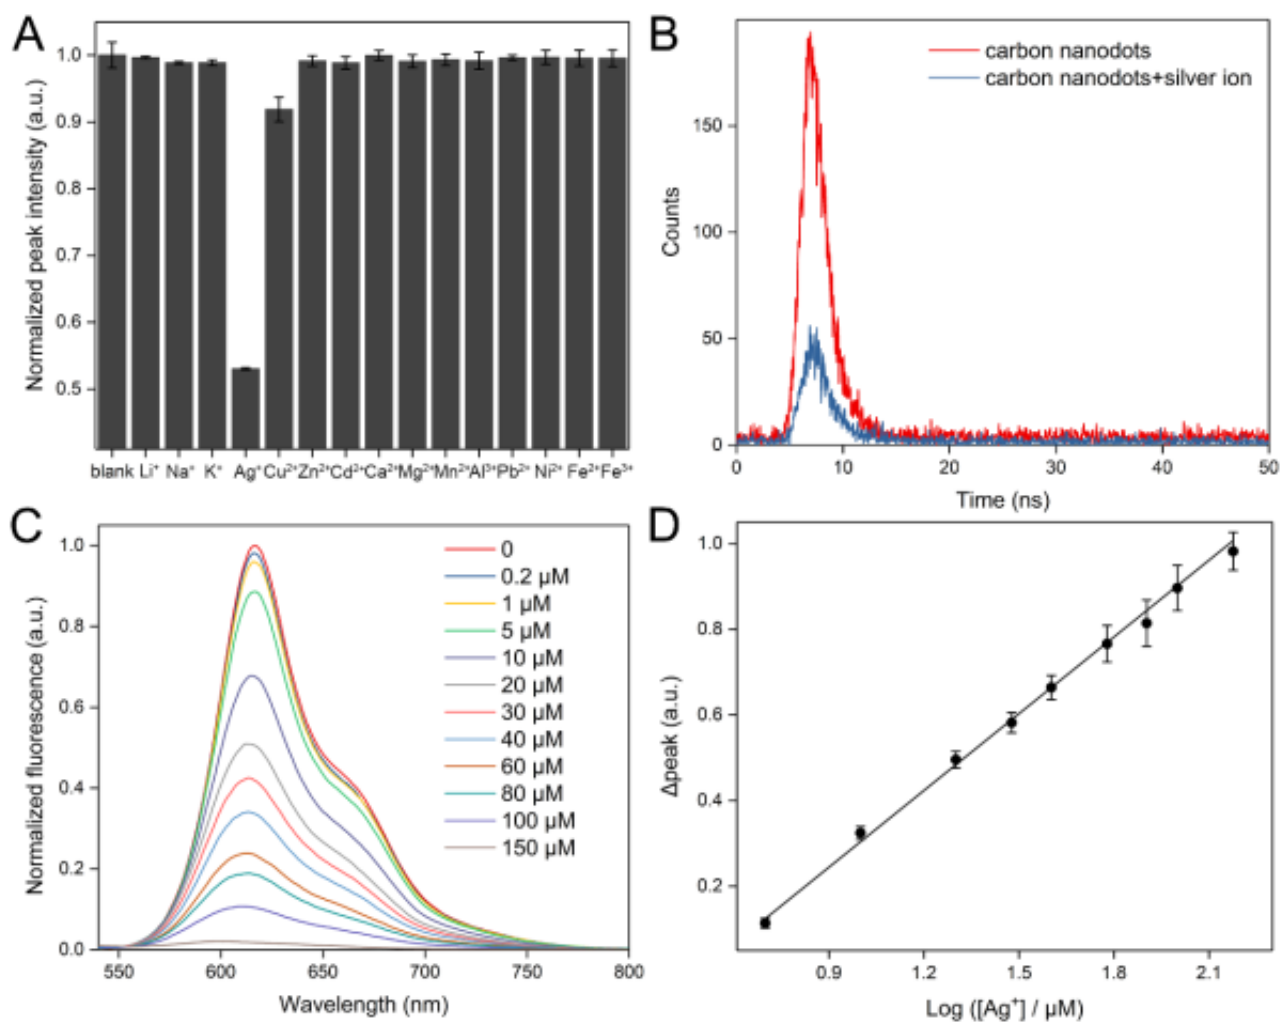 A
Normalized peak intensity (a.u.)
1.0
0.9
0.8
0.7
0.6
0.5
blank Li⁺ Na⁺ K⁺ Ag⁺ Cu²⁺ Zn²⁺ Cd²⁺ Ca²⁺ Mg²⁺ Mn²⁺ Al³⁺ Pb²⁺ Ni²⁺ Fe²⁺ Fe³⁺
B
carbon nanodots
carbon nanodots+silver ion
Counts
150
100
50
0
0 10 20 30 40 50
Time (ns)
C
Normalized fluorescence (a.u.)
1.0
0.8
0.6
0.4
0.2
0.0
0
0.2 μM
1 μM
5 μM
10 μM
20 μM
30 μM
40 μM
60 μM
80 μM
100 μM
150 μM
550 600 650 700 750 800
Wavelength (nm)
D
Δpeak (a.u.)
1.0
0.8
0.6
0.4
0.2
0.9 1.2 1.5 1.8 2.1
Log ([Ag⁺] / μM)